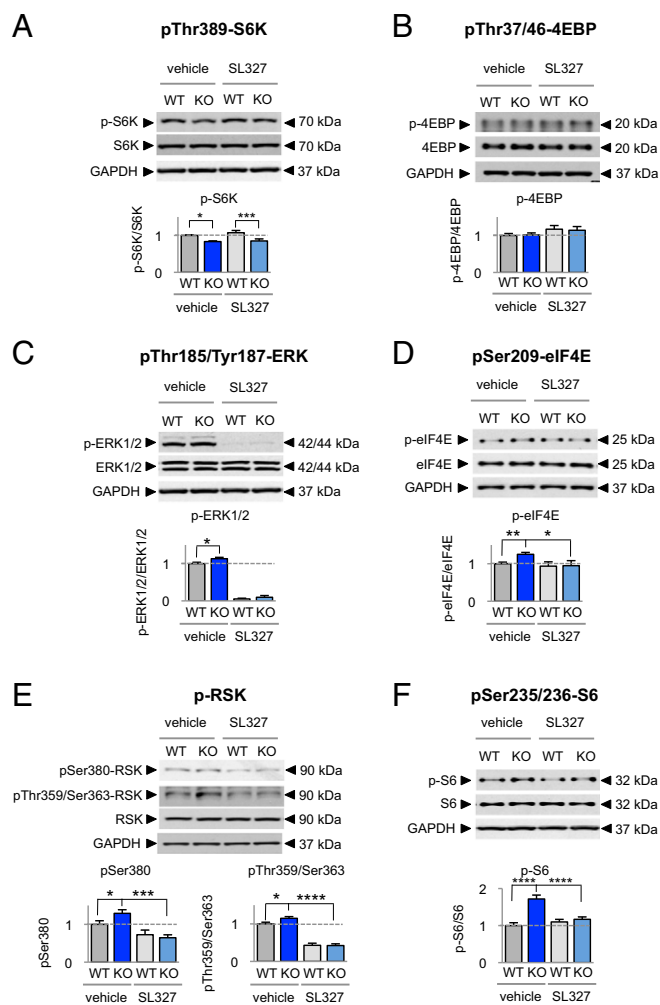 A
pThr389-S6K
vehicle SL327
WT KO WT KO
p-S6K 70 kDa
S6K 70 kDa
GAPDH 37 kDa
p-S6K
p-S6K/S6K
* ***
1
0
WT KO WT KO
vehicle SL327
B
pThr37/46-4EBP
vehicle SL327
WT KO WT KO
p-4EBP 20 kDa
4EBP 20 kDa
GAPDH 37 kDa
p-4EBP
p-4EBP/4EBP
1
0
WT KO WT KO
vehicle SL327
C
pThr185/Tyr187-ERK
vehicle SL327
WT KO WT KO
p-ERK1/2 42/44 kDa
ERK1/2 42/44 kDa
GAPDH 37 kDa
p-ERK1/2
p-ERK1/2/ERK1/2
*
1
0
WT KO WT KO
vehicle SL327
D
pSer209-eIF4E
vehicle SL327
WT KO WT KO
p-eIF4E 25 kDa
eIF4E 25 kDa
GAPDH 37 kDa
p-eIF4E
p-eIF4E/eIF4E
** *
1
0
WT KO WT KO
vehicle SL327
E
p-RSK
vehicle SL327
WT KO WT KO
pSer380-RSK 90 kDa
pThr359/Ser363-RSK 90 kDa
RSK 90 kDa
GAPDH 37 kDa
pSer380
pSer380
* ***
1
0
WT KO WT KO
vehicle SL327
pThr359/Ser363
pThr359/Ser363
* ****
1
0
WT KO WT KO
vehicle SL327
F
pSer235/236-S6
vehicle SL327
WT KO WT KO
p-S6 32 kDa
S6 32 kDa
GAPDH 37 kDa
p-S6
p-S6/S6
**** ****
2
1
0
WT KO WT KO
vehicle SL327